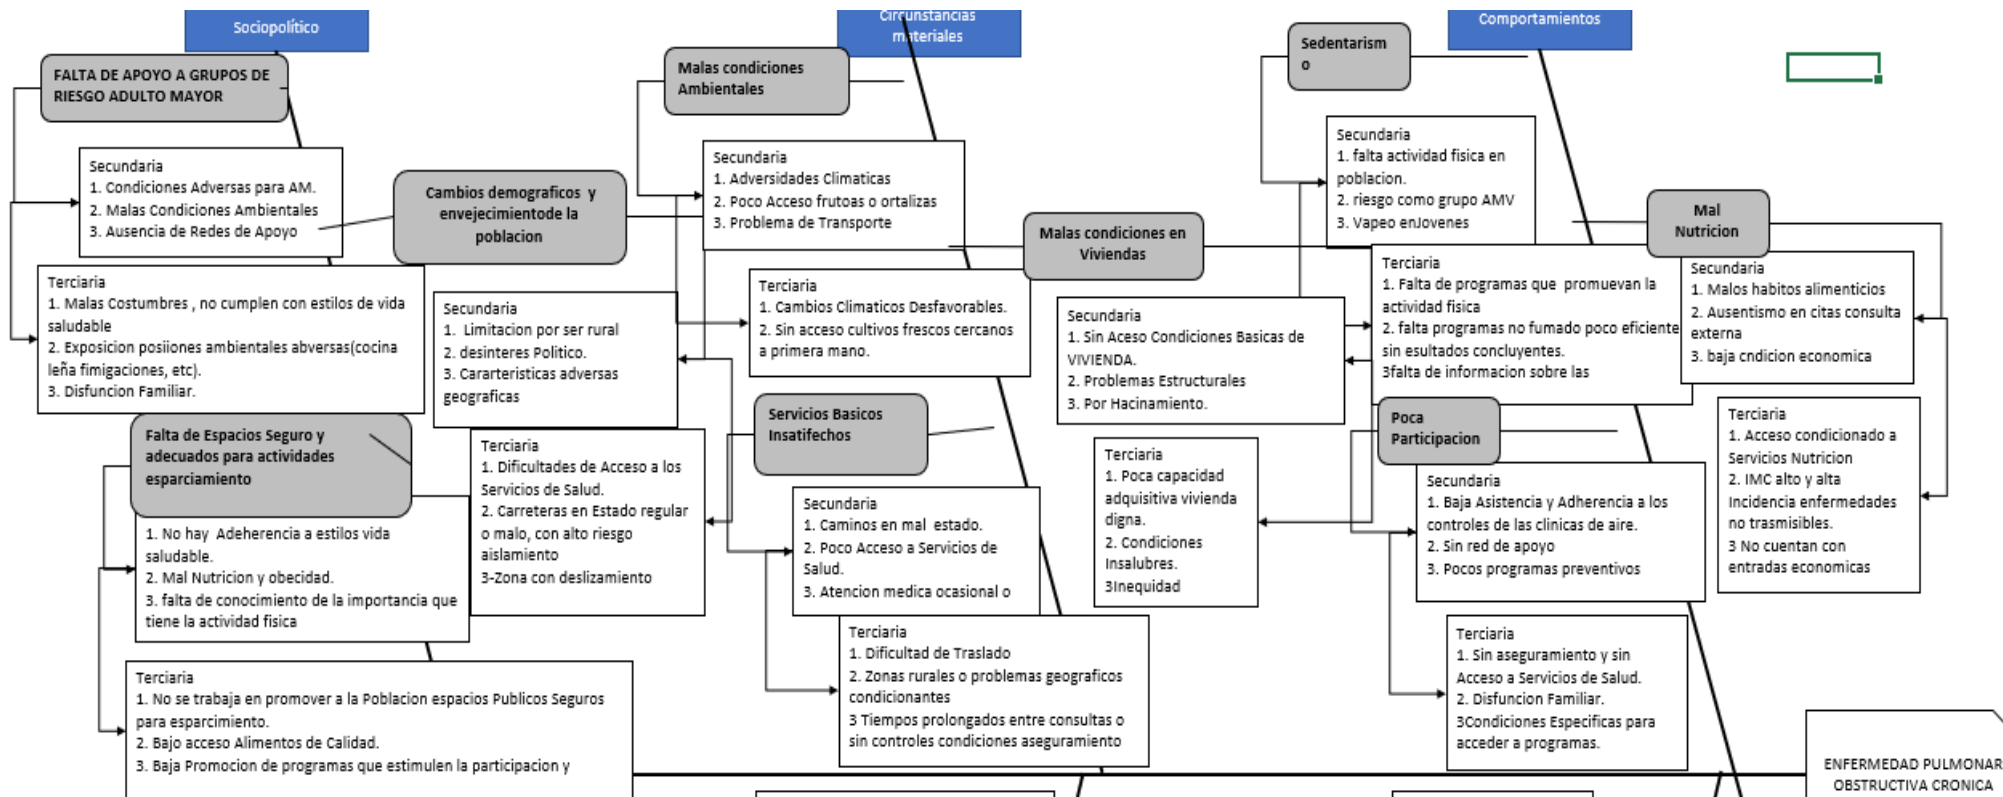 Sociopolítico
FALTA DE APOYO A GRUPOS DE
RIESGO ADULTO MAYOR
Secundaria
1. Condiciones Adversas para AM.
2. Malas Condiciones Ambientales
3. Ausencia de Redes de Apoyo
Terciaria
1. Malas Costumbres , no cumplen con estilos de vida
saludable
2. Exposicion posiiones ambientales abversas(cocina
leña fimigaciones, etc).
3. Disfuncion Familiar.
Cambios demograficos y
envejecimientode la
poblacion
Secundaria
1. Limitacion por ser rural
2. desinteres Politico.
3. Cararteristicas adversas
geograficas
Terciaria
1. Dificultades de Acceso a los
Servicios de Salud.
2. Carreteras en Estado regular
o malo, con alto riesgo
aislamiento
3-Zona con deslizamiento
Falta de Espacios Seguro y
adecuados para actividades
esparciamiento
1. No hay Adeherencia a estilos vida
saludable.
2. Mal Nutricion y obecidad.
3. falta de conocimiento de la importancia que
tiene la actividad fisica
Terciaria
1. No se trabaja en promover a la Poblacion espacios Publicos Seguros
para esparcimiento.
2. Bajo acceso Alimentos de Calidad.
3. Baja Promocion de programas que estimulen la participacion y
Circunstancias
materiales
Malas condiciones
Ambientales
Secundaria
1. Adversidades Climaticas
2. Poco Acceso frutoas o ortalizas
3. Problema de Transporte
Terciaria
1. Cambios Climaticos Desfavorables.
2. Sin acceso cultivos frescos cercanos
a primera mano.
Malas condiciones en
Viviendas
Secundaria
1. Sin Aceso Condiciones Basicas de
VIVIENDA.
2. Problemas Estructurales
3. Por Hacinamiento.
Terciaria
1. Poca capacidad
adquisitiva vivienda
digna.
2. Condiciones
Insalubres.
3Inequidad
Servicios Basicos
Insatifechos
Secundaria
1. Caminos en mal estado.
2. Poco Acceso a Servicios de
Salud.
3. Atencion medica ocasional o
Terciaria
1. Dificultad de Traslado
2. Zonas rurales o problemas geograficos
condicionantes
3 Tiempos prolongados entre consultas o
sin controles condiciones aseguramiento
Comportamientos
Sedentarism
o
Secundaria
1. falta actividad fisica en
poblacion.
2. riesgo como grupo AMV
3. Vapeo enJovenes
Terciaria
1. Falta de programas que promuevan la
actividad fisica
2. falta programas no fumado poco eficiente
sin esultados concluyentes.
3falta de informacion sobre las
Mal
Nutricion
Secundaria
1. Malos habitos alimenticios
2. Ausentismo en citas consulta
externa
3. baja cndicion economica
Terciaria
1. Acceso condicionado a
Servicios Nutricion
2. IMC alto y alta
Incidencia enfermedades
no trasmisibles.
3 No cuentan con
entradas economicas
Poca
Participacion
Secundaria
1. Baja Asistencia y Adherencia a los
controles de las clinicas de aire.
2. Sin red de apoyo
3. Pocos programas preventivos
Terciaria
1. Sin aseguramiento y sin
Acceso a Servicios de Salud.
2. Disfuncion Familiar.
3Condiciones Especificas para
acceder a programas.
ENFERMEDAD PULMONAR
OBSTRUCTIVA CRONICA